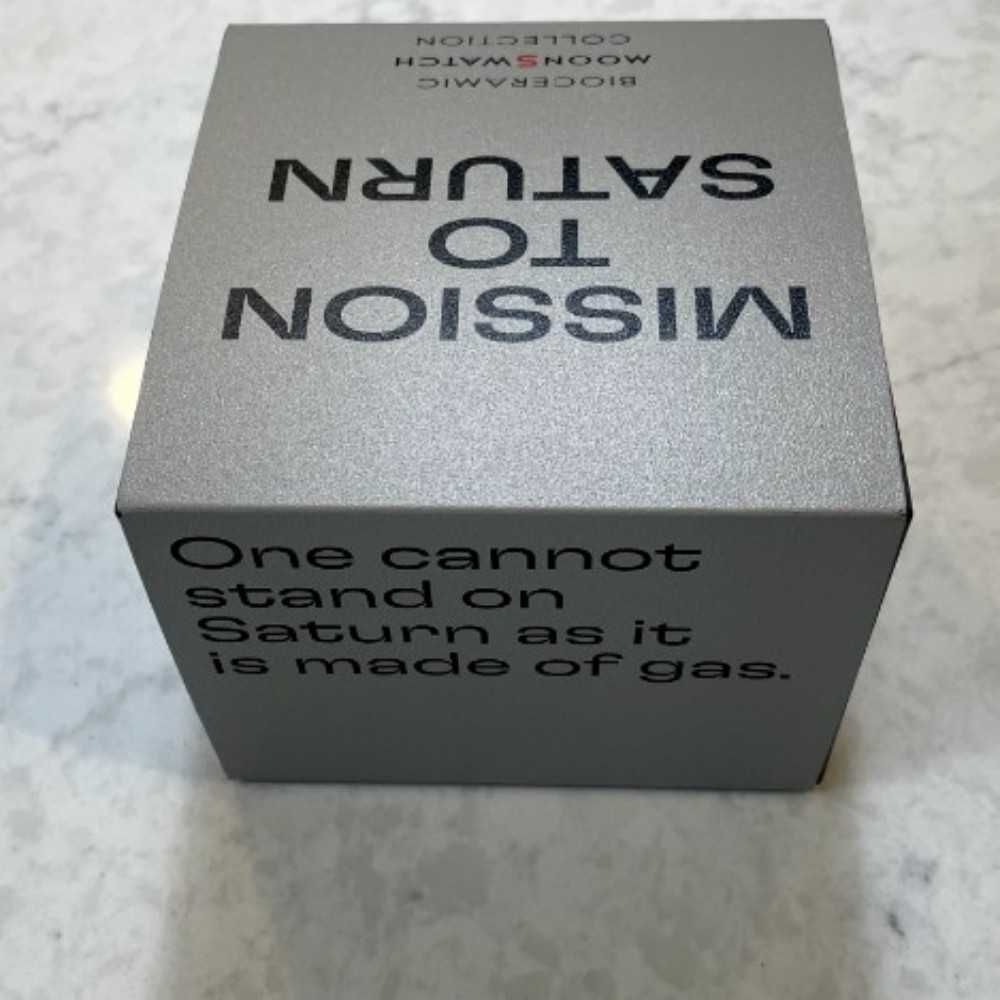 BIOCERAMIC
MOONSWATCH
COLLECTION
MISSION
TO
SATURN
One cannot
stand on
Saturn as it
is made of gas.